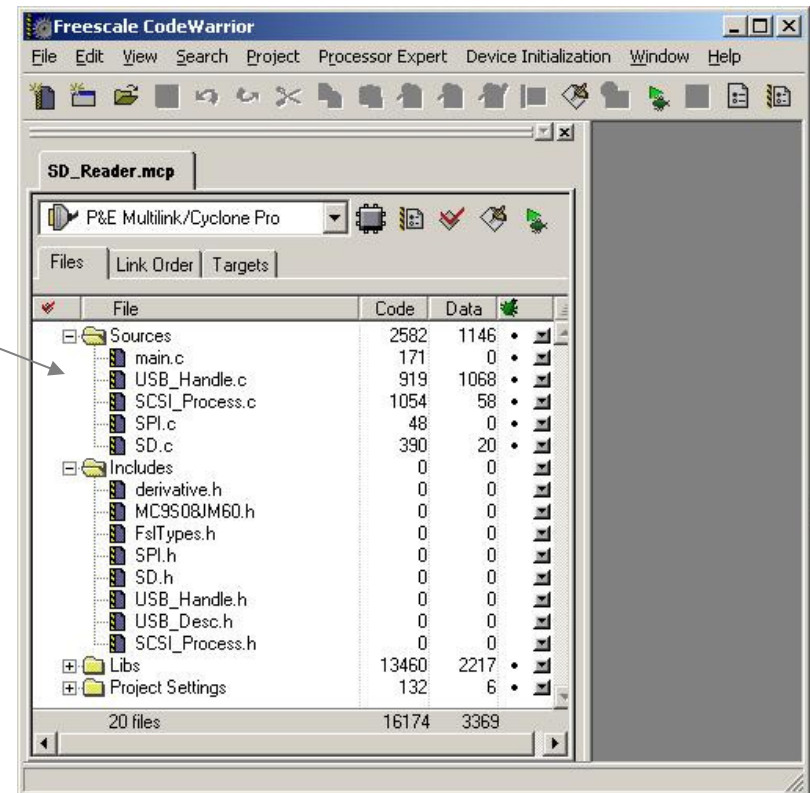 Freescale CodeWarrior
File Edit View Search Project Processor Expert Device Initialization Window Help
SD_Reader.mcp
P&E Multilink/Cyclone Pro
Files Link Order Targets
File Code Data
Sources 2582 1146
main.c 171 0
USB_Handle.c 919 1068
SCSI_Process.c 1054 58
SPI.c 48 0
SD.c 390 20
Includes 0 0
derivative.h 0 0
MC9S08JM60.h 0 0
FslTypes.h 0 0
SPI.h 0 0
SD.h 0 0
USB_Handle.h 0 0
USB_Desc.h 0 0
SCSI_Process.h 0 0
Libs 13460 2217
Project Settings 132 6
20 files 16174 3369